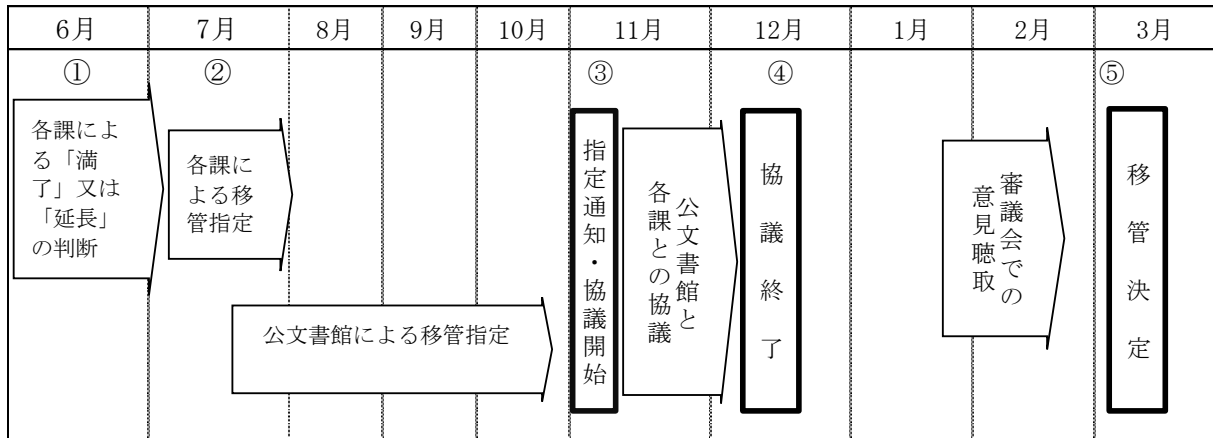 6月 7月 8月 9月 10月 11月 12月 1月 2月 3月
① ② ③ ④ ⑤
各課によ
る「満
了」又は
「延長」
の判断
各課に
よる移
管指定
公文書館による移管指定
指定通知・協議開始
公文書館と
各課との協議
協議終了
審議会での
意見聴取
移管決定